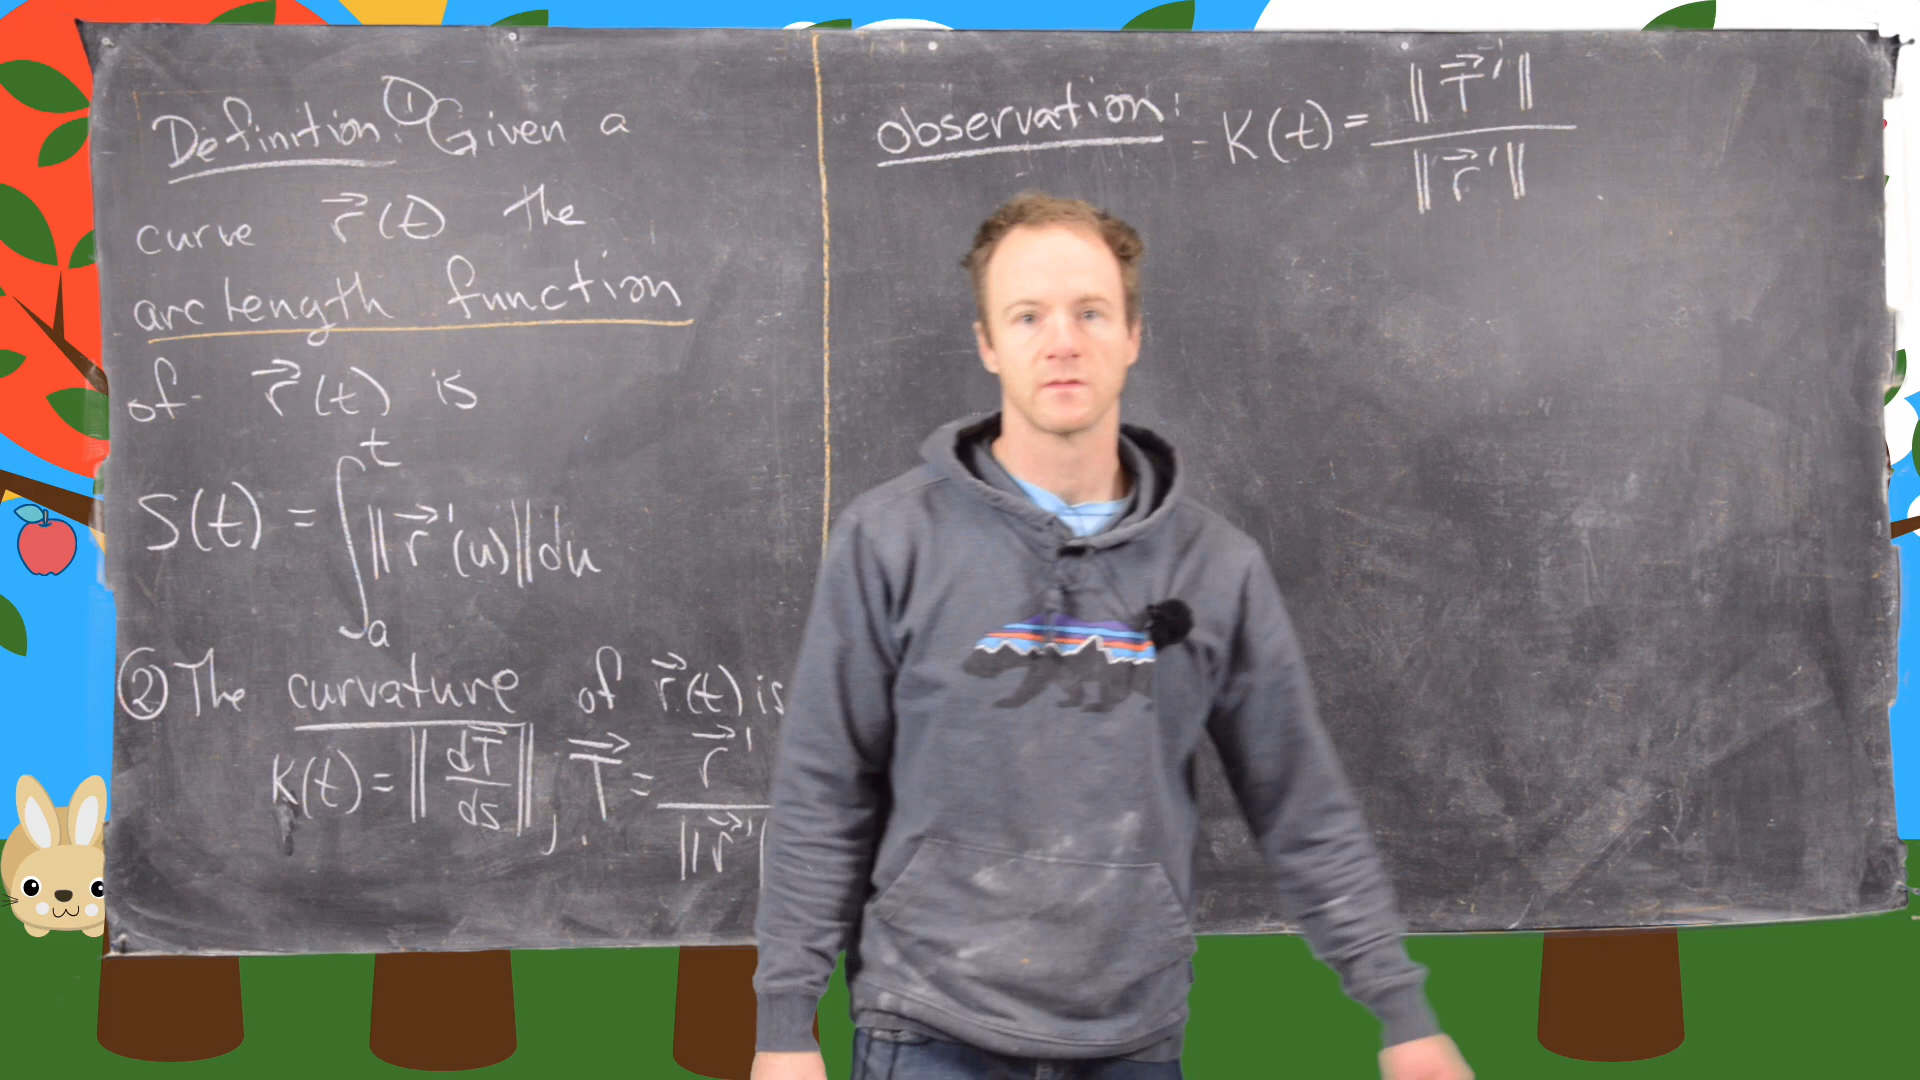 Definition: ① Given a
curve r⃗(t) the
arc length function
of r⃗(t) is
S(t) = ∫ₐᵗ ‖r⃗'(u)‖ du
② The curvature of r⃗(t) is
K(t) = ‖dT⃗/ds‖, T⃗ = r⃗'/‖r⃗'‖
observation: K(t) = ‖T⃗'‖/‖r⃗'‖